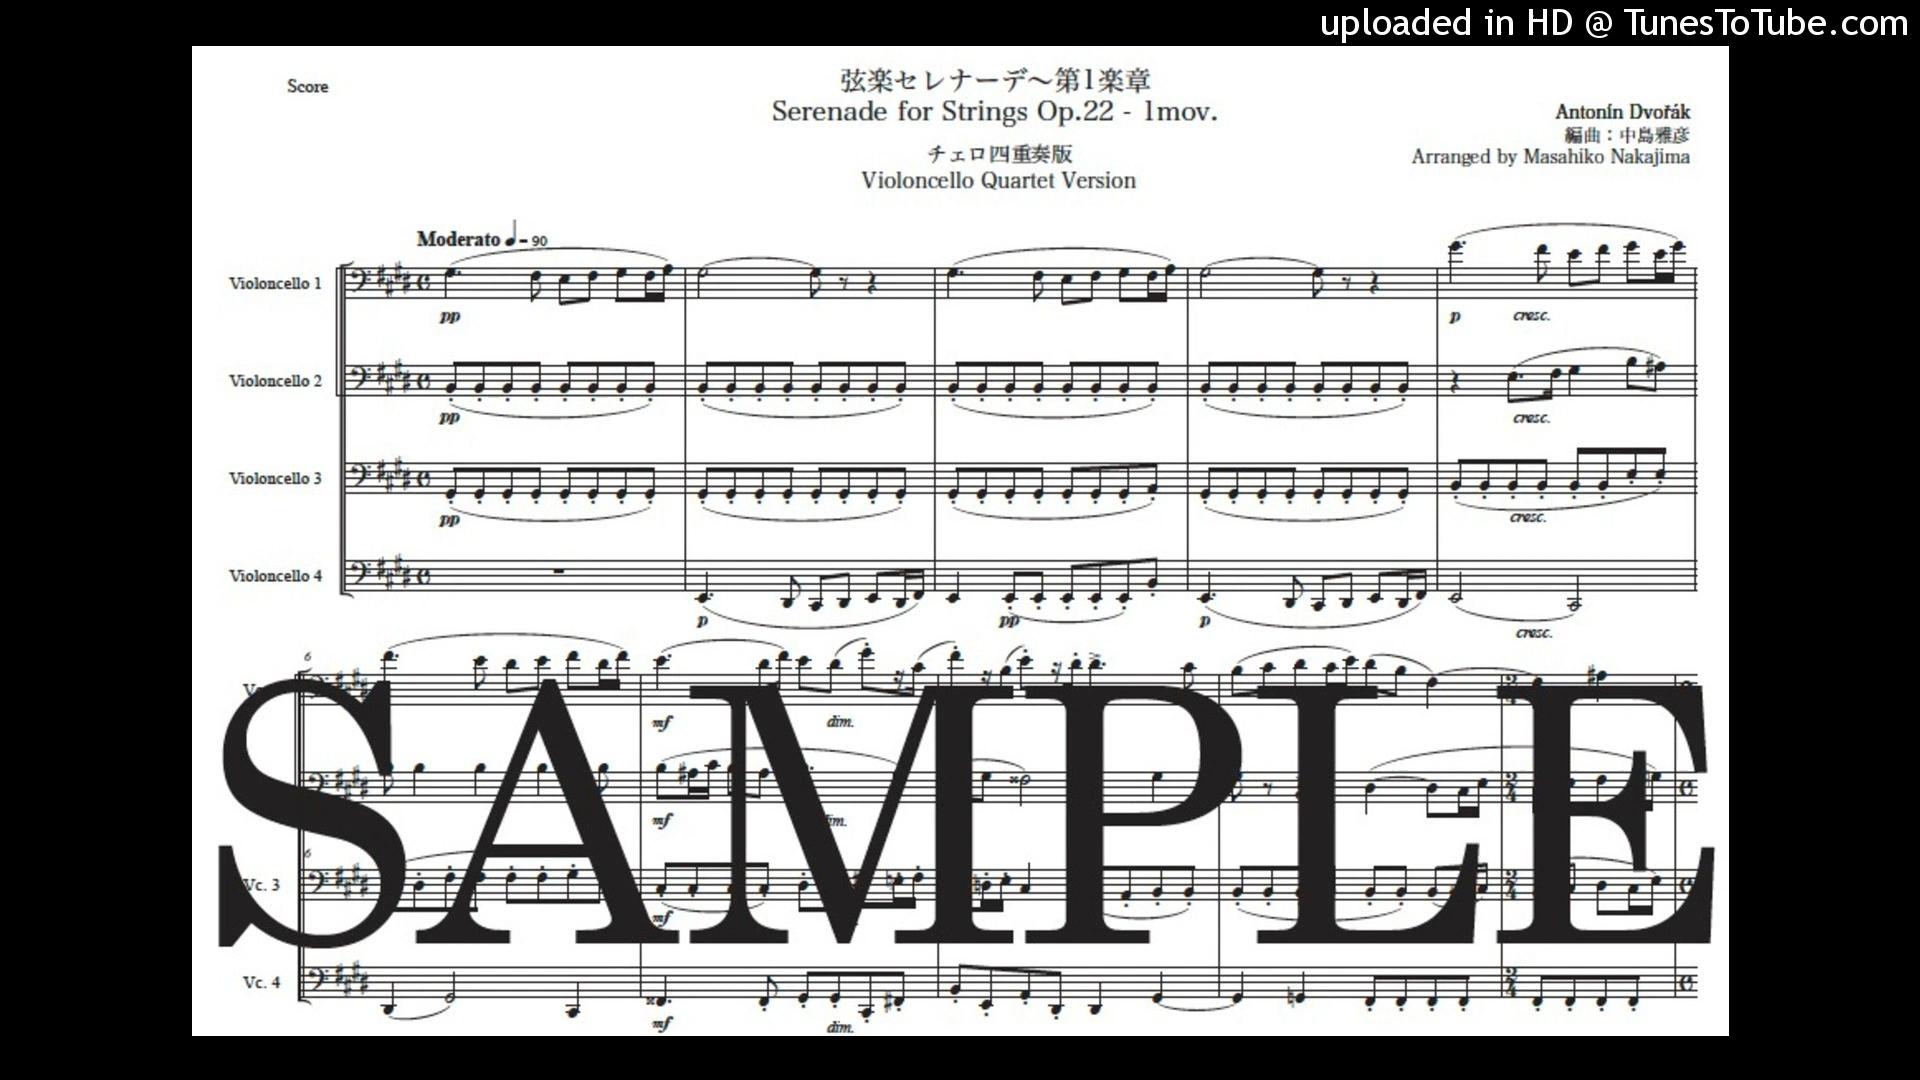 uploaded in HD @ TunesToTube.com
Score
弦楽セレナーデ～第1楽章
Serenade for Strings Op.22 - 1mov.
Antonín Dvořák
編曲：中島雅彦
チェロ四重奏版
Arranged by Masahiko Nakajima
Violoncello Quartet Version
Moderato ♩= 90
Violoncello 1
pp
p cresc.
Violoncello 2
pp
cresc.
Violoncello 3
pp
cresc.
Violoncello 4
p pp p
cresc.
6
mf dim.
SAMPLE
mf
6
Vc. 3
mf
Vc. 4
mf dim.